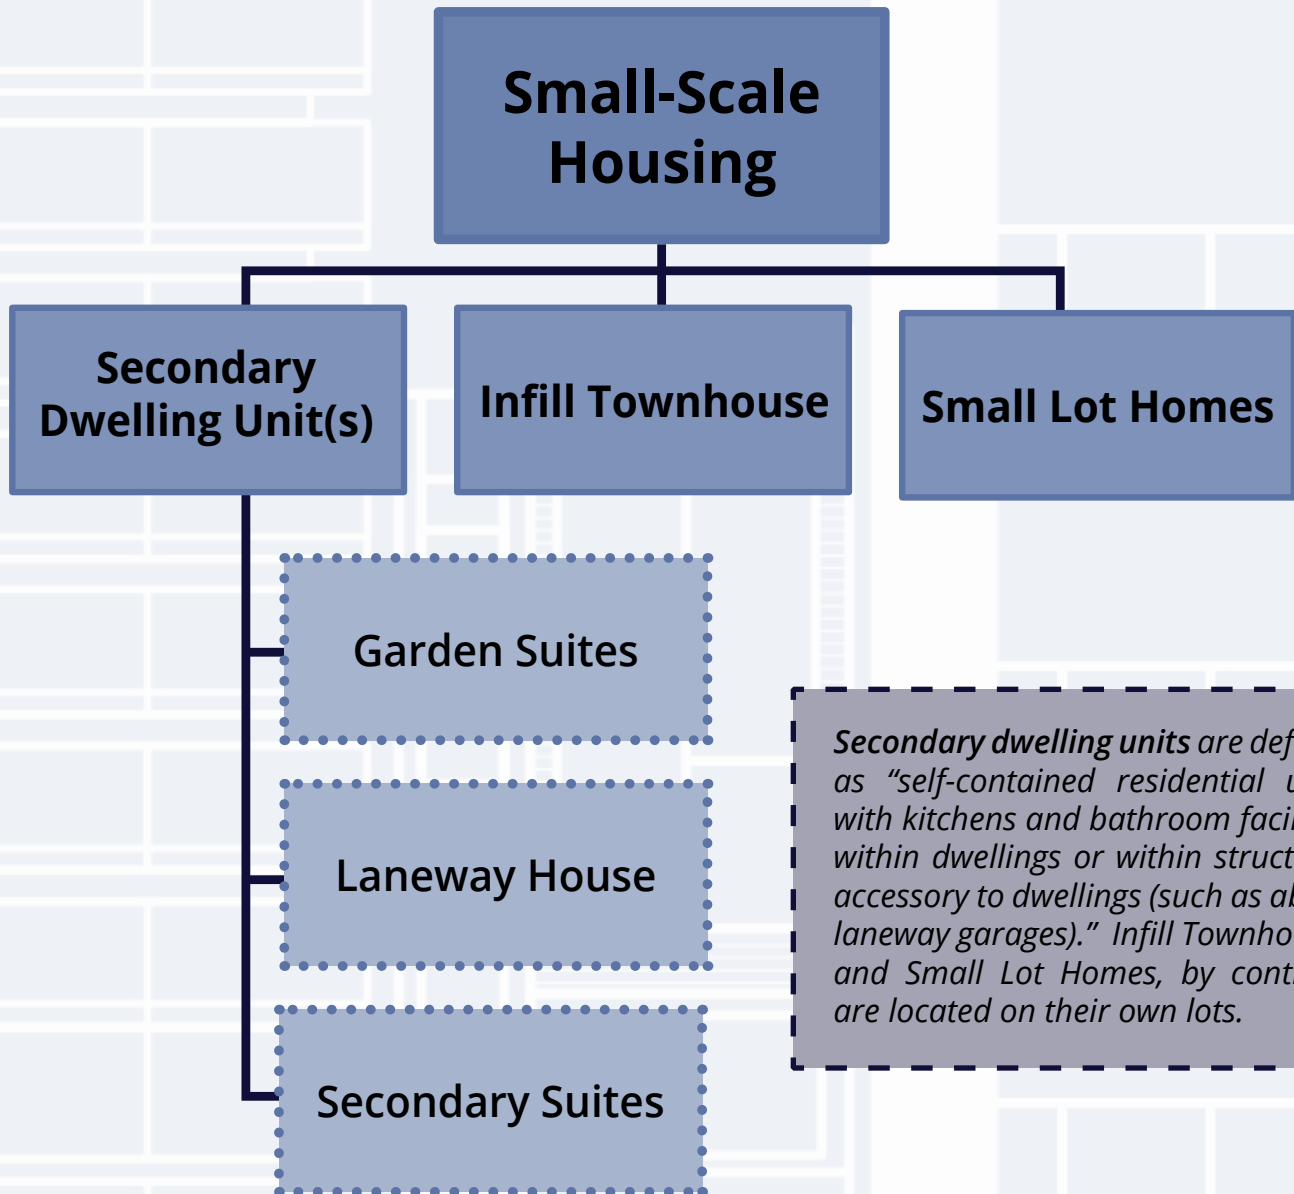 Small-Scale
Housing
Secondary
Dwelling Unit(s)
Infill Townhouse
Small Lot Homes
Garden Suites
Laneway House
Secondary Suites
Secondary dwelling units are
as “self-contained residential
with kitchens and bathroom
within dwellings or within
accessory to dwellings (such as
laneway garages).” Infill
and Small Lot Homes, by
are located on their own lots.